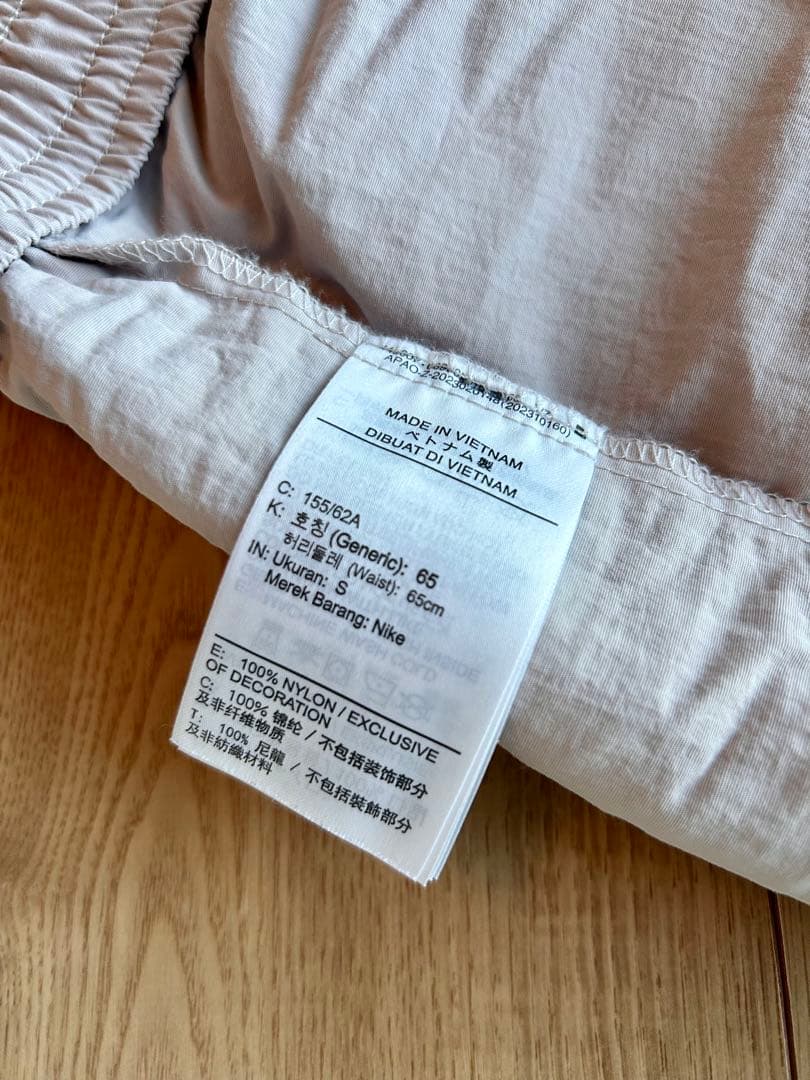 APAO-Z-2023020148(202310160)
MADE IN VIETNAM
ベトナム製
DIBUAT DI VIETNAM
C: 155/62A
K: 호칭 (Generic): 65
허리둘레 (Waist): 65cm
IN: Ukuran: S
Merek Barang: Nike
E: 100% NYLON / EXCLUSIVE
OF DECORATION
C: 100% 锦纶 / 不包括装饰部分
及非纤维物质
T: 100% 尼龍 / 不包括裝飾部分
及非紡織材料